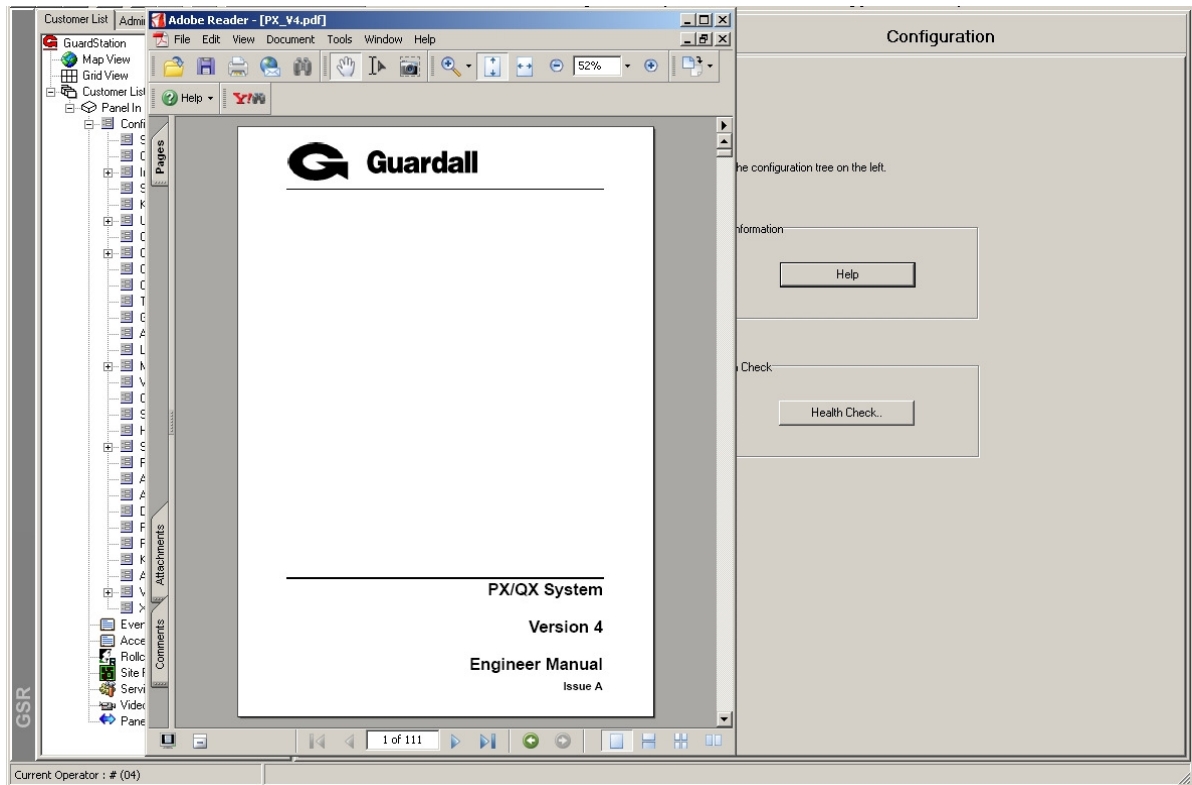 Customer List
GuardStation
Map View
Grid View
Customer List
Panel In
GSR
Adobe Reader - [PX_V4.pdf]
File Edit View Document Tools Window Help
52%
Help
Y!
Pages
Attachments
Comments
G Guardall
PX/QX System
Version 4
Engineer Manual
Issue A
1 of 111
Configuration
he configuration tree on the left.
Help
Check
Health Check..
Current Operator : # (04)